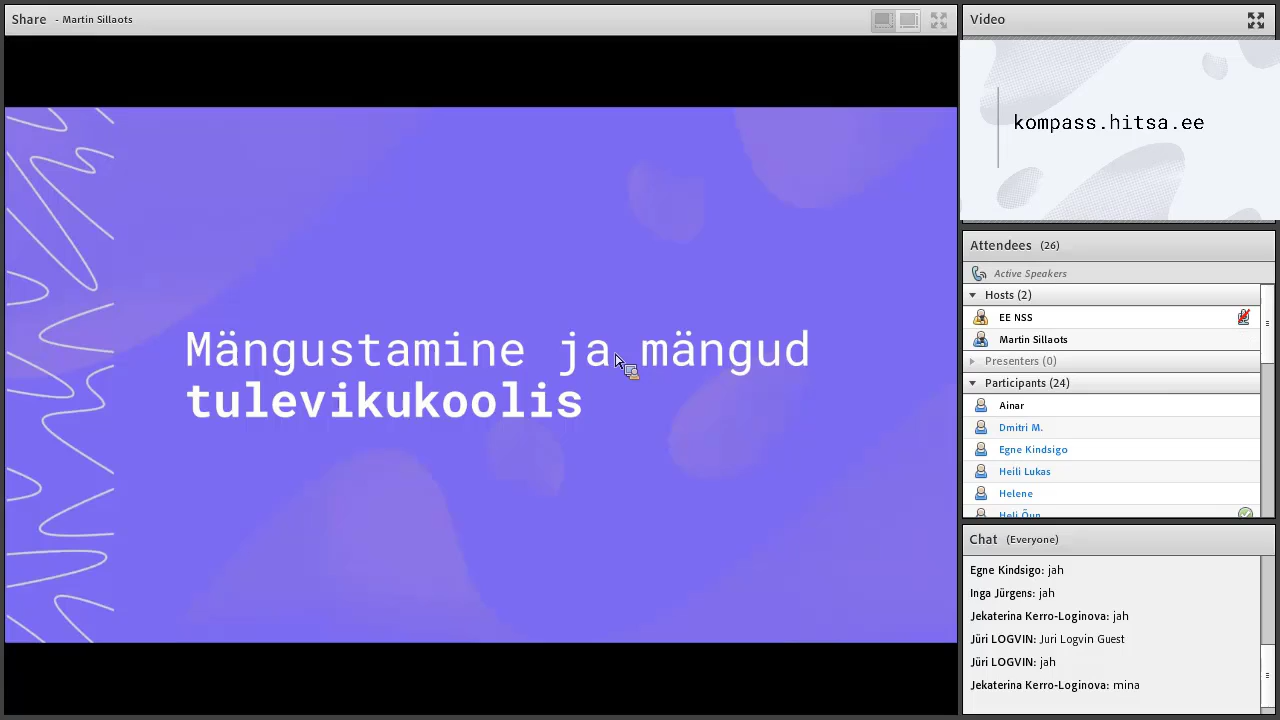 Share - Martin Sillaots
Mängustamine ja mängud
tulevikukoolis
Video
kompass.hitsa.ee
Attendees (26)
Active Speakers
Hosts (2)
EE NSS
Martin Sillaots
Presenters (0)
Participants (24)
Ainar
Dmitri M.
Egne Kindsigo
Heili Lukas
Helene
Heli Õun
Chat (Everyone)
Egne Kindsigo: jah
Inga Jürgens: jah
Jekaterina Kerro-Loginova: jah
Jüri LOGVIN: Juri Logvin Guest
Jüri LOGVIN: jah
Jekaterina Kerro-Loginova: mina